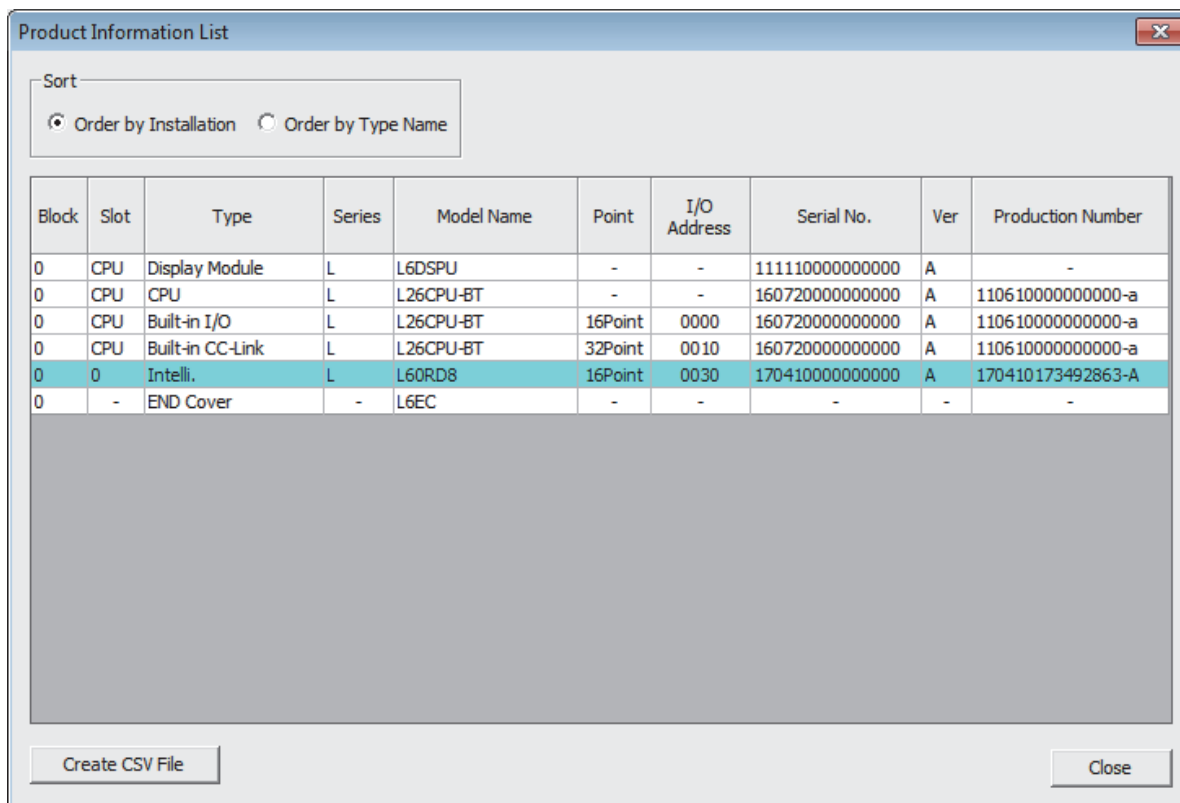 Product Information List
Sort
Order by Installation Order by Type Name
Block Slot Type Series Model Name Point I/O Address Serial No. Ver Production Number
0 CPU Display Module L L6DSPU - - 111110000000000 A -
0 CPU CPU L L26CPU-BT - - 160720000000000 A 110610000000000-a
0 CPU Built-in I/O L L26CPU-BT 16Point 0000 160720000000000 A 110610000000000-a
0 CPU Built-in CC-Link L L26CPU-BT 32Point 0010 160720000000000 A 110610000000000-a
0 0 Intelli. L L60RD8 16Point 0030 170410000000000 A 170410173492863-A
0 - END Cover - L6EC - - - - -
Create CSV File Close